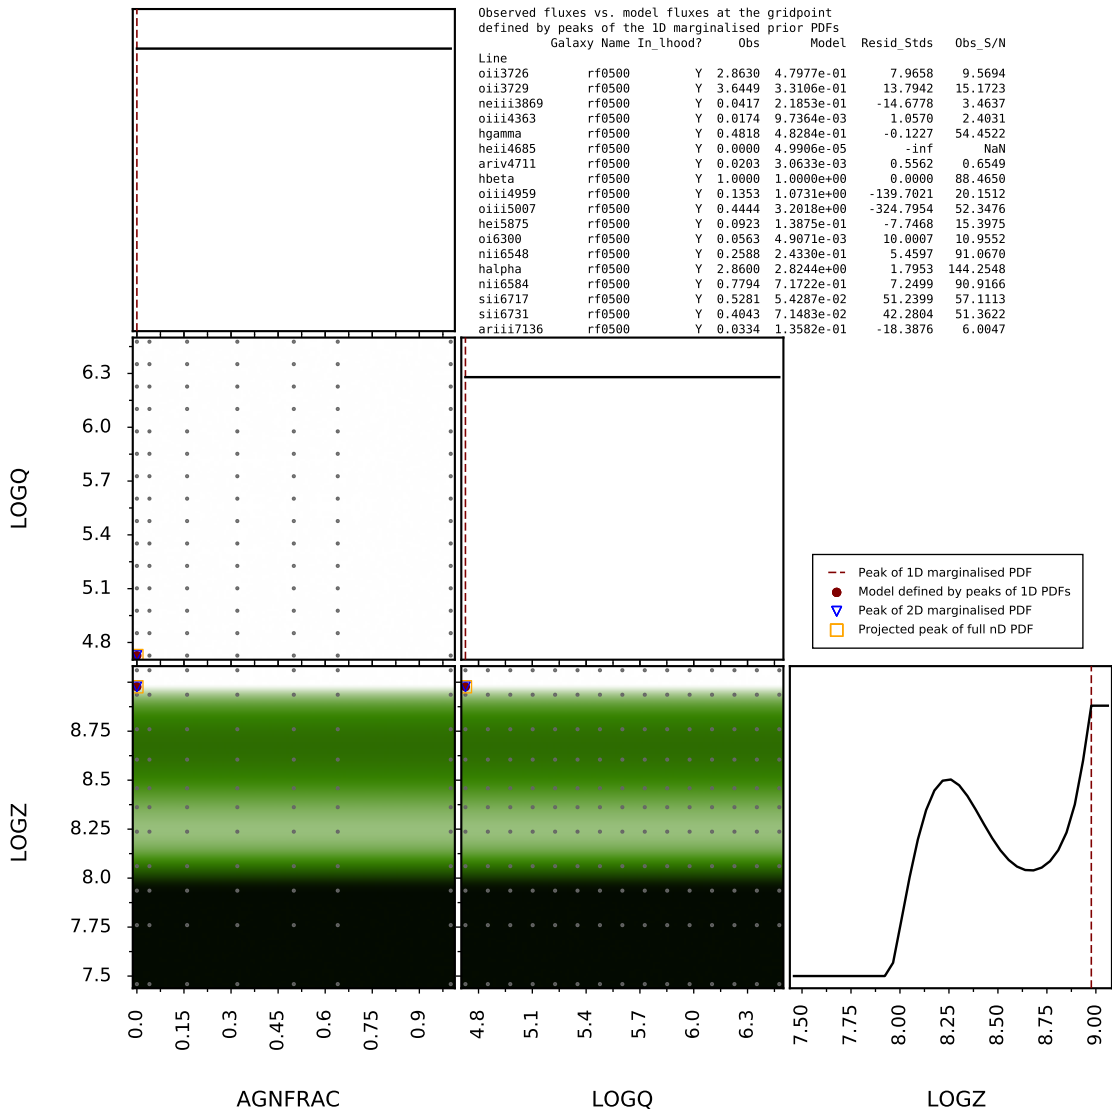 Observed fluxes vs. model fluxes at the gridpoint
defined by peaks of the 1D marginalised prior PDFs
Galaxy Name In_lhood? Obs Model Resid_Stds Obs_S/N
Line
oii3726 rf0500 Y 2.8630 4.7977e-01 7.9658 9.5694
oii3729 rf0500 Y 3.6449 3.3106e-01 13.7942 15.1723
neiii3869 rf0500 Y 0.0417 2.1853e-01 -14.6778 3.4637
oiii4363 rf0500 Y 0.0174 9.7364e-03 1.0570 2.4031
hgamma rf0500 Y 0.4818 4.8284e-01 -0.1227 54.4522
heii4685 rf0500 Y 0.0000 4.9906e-05 -inf NaN
ariv4711 rf0500 Y 0.0203 3.0633e-03 0.5562 0.6549
hbeta rf0500 Y 1.0000 1.0000e+00 0.0000 88.4650
oiii4959 rf0500 Y 0.1353 1.0731e+00 -139.7021 20.1512
oiii5007 rf0500 Y 0.4444 3.2018e+00 -324.7954 52.3476
hei5875 rf0500 Y 0.0923 1.3875e-01 -7.7468 15.3975
oi6300 rf0500 Y 0.0563 4.9071e-03 10.0007 10.9552
nii6548 rf0500 Y 0.2588 2.4330e-01 5.4597 91.0670
halpha rf0500 Y 2.8600 2.8244e+00 1.7953 144.2548
nii6584 rf0500 Y 0.7794 7.1722e-01 7.2499 90.9166
sii6717 rf0500 Y 0.5281 5.4287e-02 51.2399 57.1113
sii6731 rf0500 Y 0.4043 7.1483e-02 42.2804 51.3622
ariii7136 rf0500 Y 0.0334 1.3582e-01 -18.3876 6.0047
6.3
6.0
5.7
5.4
5.1
4.8
LOGQ
Peak of 1D marginalised PDF
Model defined by peaks of 1D PDFs
Peak of 2D marginalised PDF
Projected peak of full nD PDF
8.75
8.5
8.25
8.0
7.75
7.5
LOGZ
0.0 0.15 0.3 0.45 0.6 0.75 0.9
4.8 5.1 5.4 5.7 6.0 6.3
7.50 7.75 8.00 8.25 8.50 8.75 9.00
AGNFRAC LOGQ LOGZ